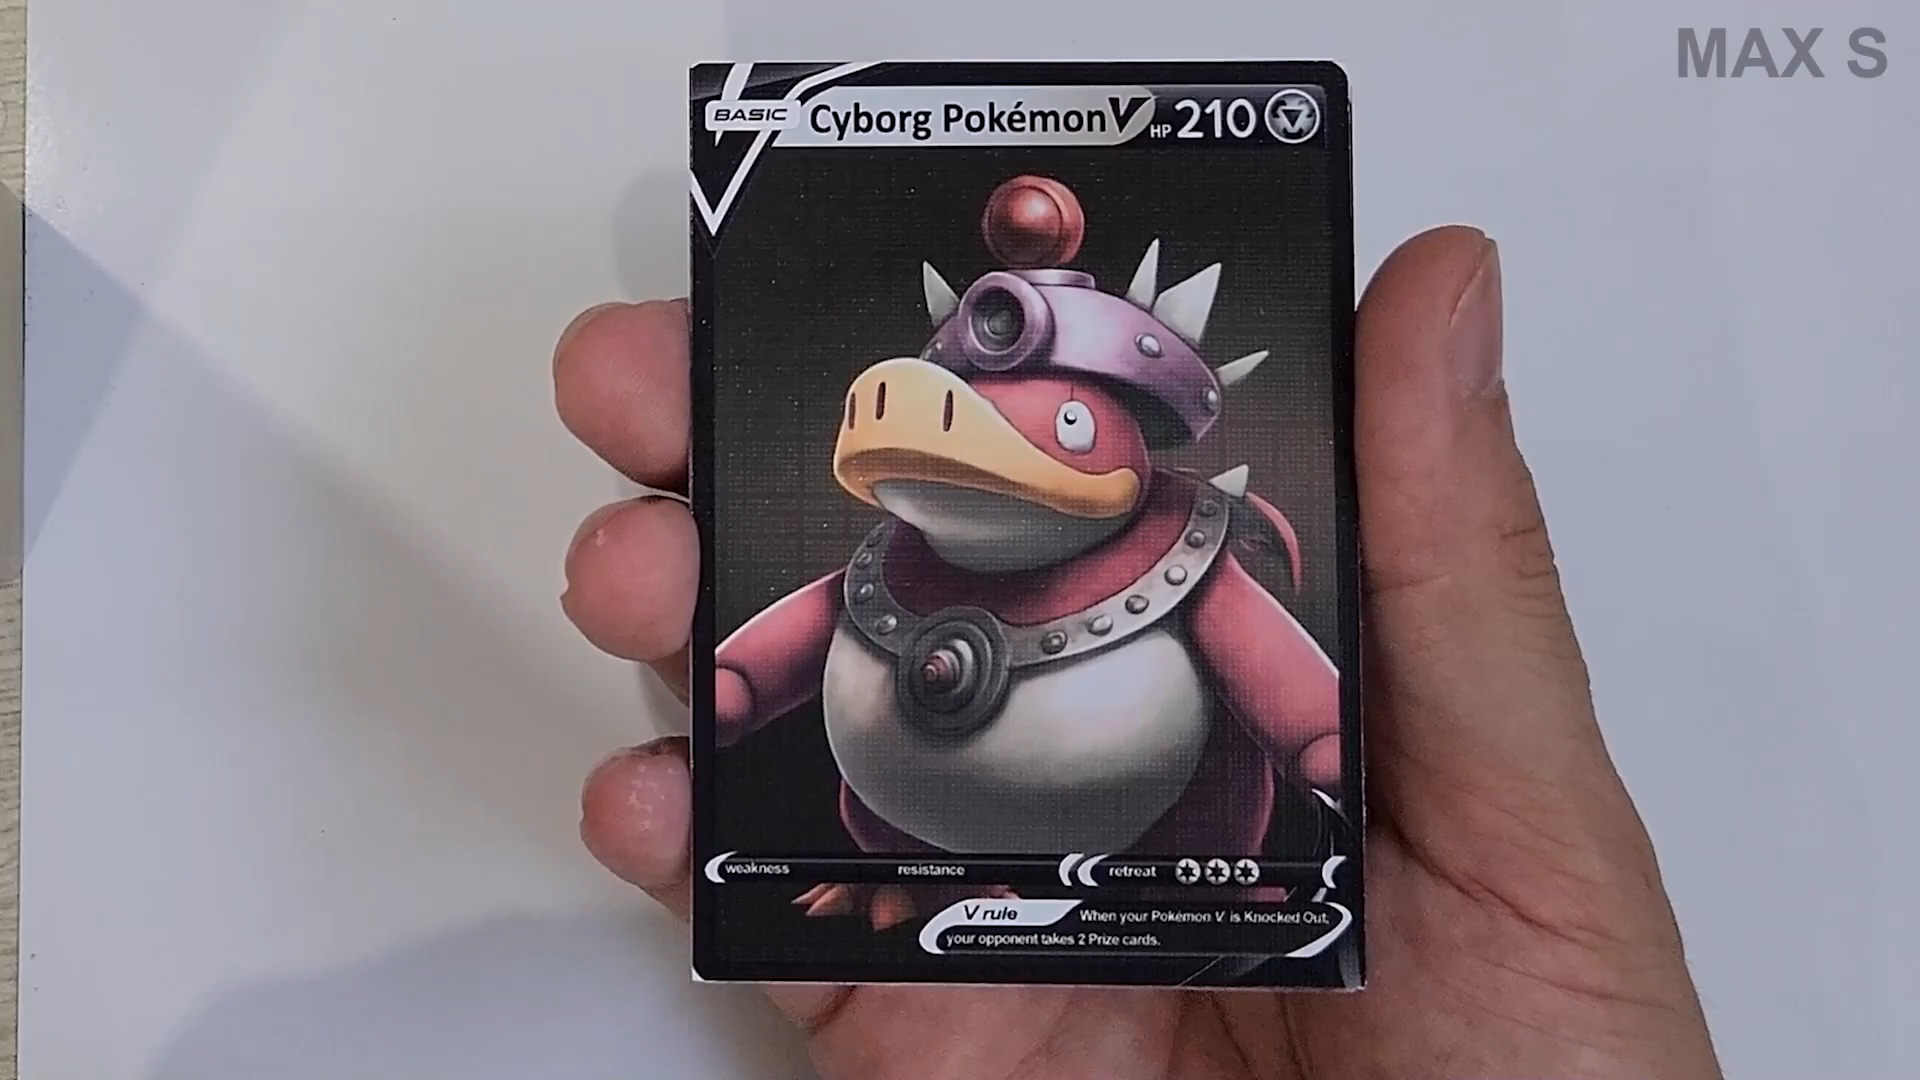 MAX S
BASIC Cyborg Pokémon V HP 210
weakness resistance retreat
V rule When your Pokémon V is Knocked Out,
your opponent takes 2 Prize cards.